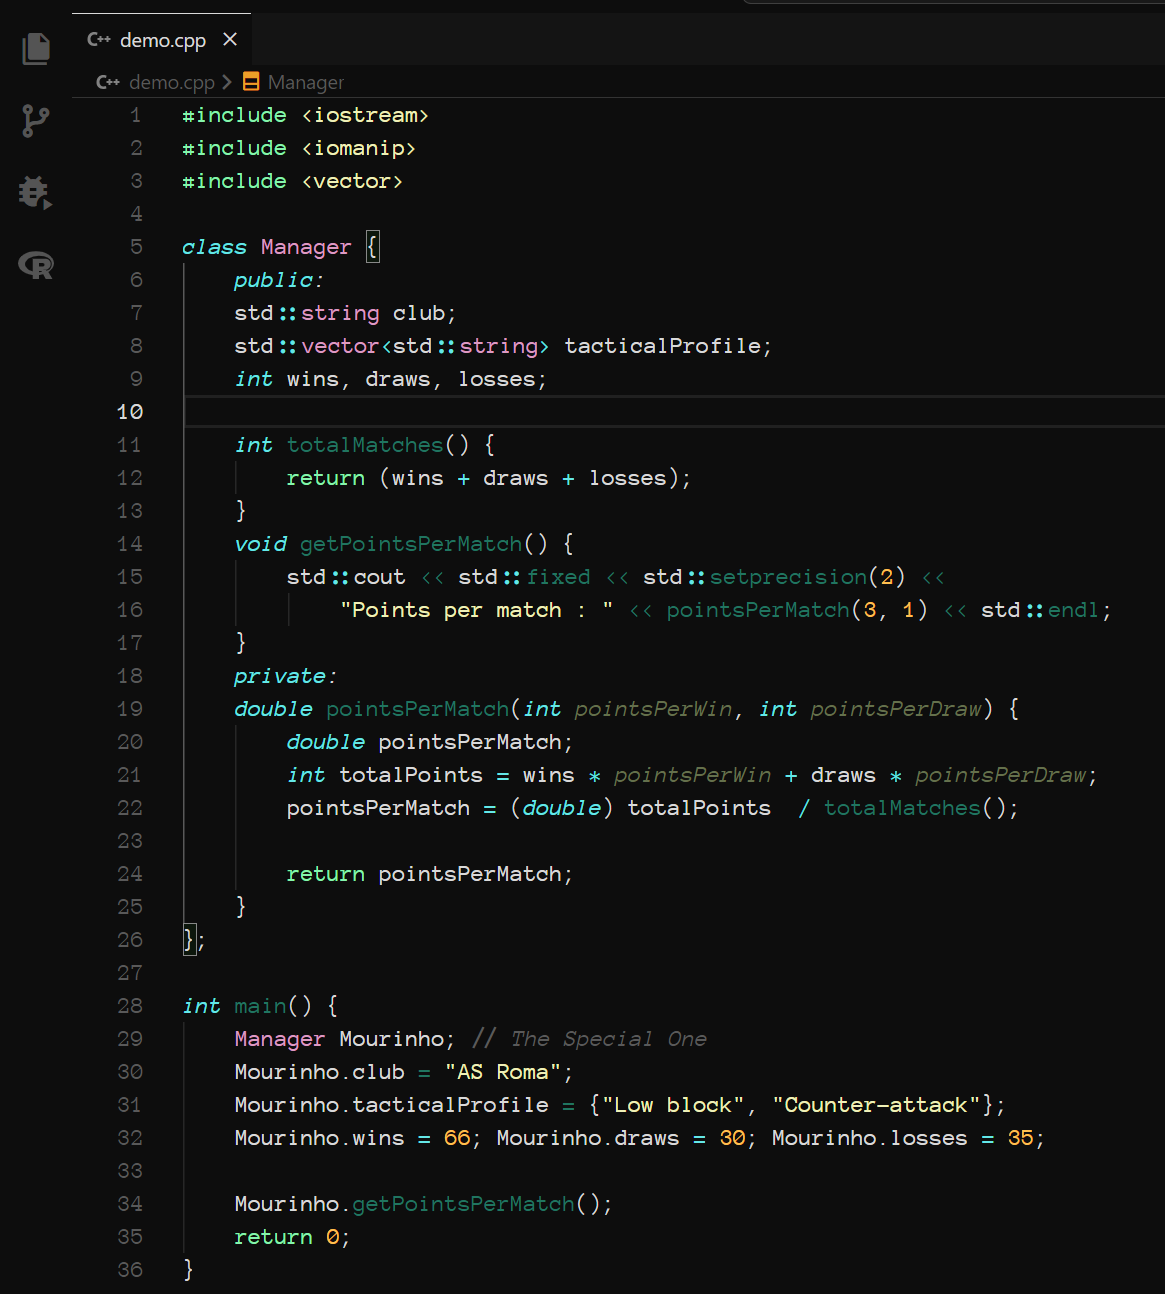 C++ demo.cpp ×
C++ demo.cpp > Manager
1 #include <iostream>
2 #include <iomanip>
3 #include <vector>
4
5 class Manager {
6     public:
7     std::string club;
8     std::vector<std::string> tacticalProfile;
9     int wins, draws, losses;
10
11     int totalMatches() {
12         return (wins + draws + losses);
13     }
14     void getPointsPerMatch() {
15         std::cout << std::fixed << std::setprecision(2) <<
16             "Points per match : " << pointsPerMatch(3, 1) << std::endl;
17     }
18     private:
19     double pointsPerMatch(int pointsPerWin, int pointsPerDraw) {
20         double pointsPerMatch;
21         int totalPoints = wins * pointsPerWin + draws * pointsPerDraw;
22         pointsPerMatch = (double) totalPoints  / totalMatches();
23
24         return pointsPerMatch;
25     }
26 };
27
28 int main() {
29     Manager Mourinho; // The Special One
30     Mourinho.club = "AS Roma";
31     Mourinho.tacticalProfile = {"Low block", "Counter-attack"};
32     Mourinho.wins = 66; Mourinho.draws = 30; Mourinho.losses = 35;
33
34     Mourinho.getPointsPerMatch();
35     return 0;
36 }
R